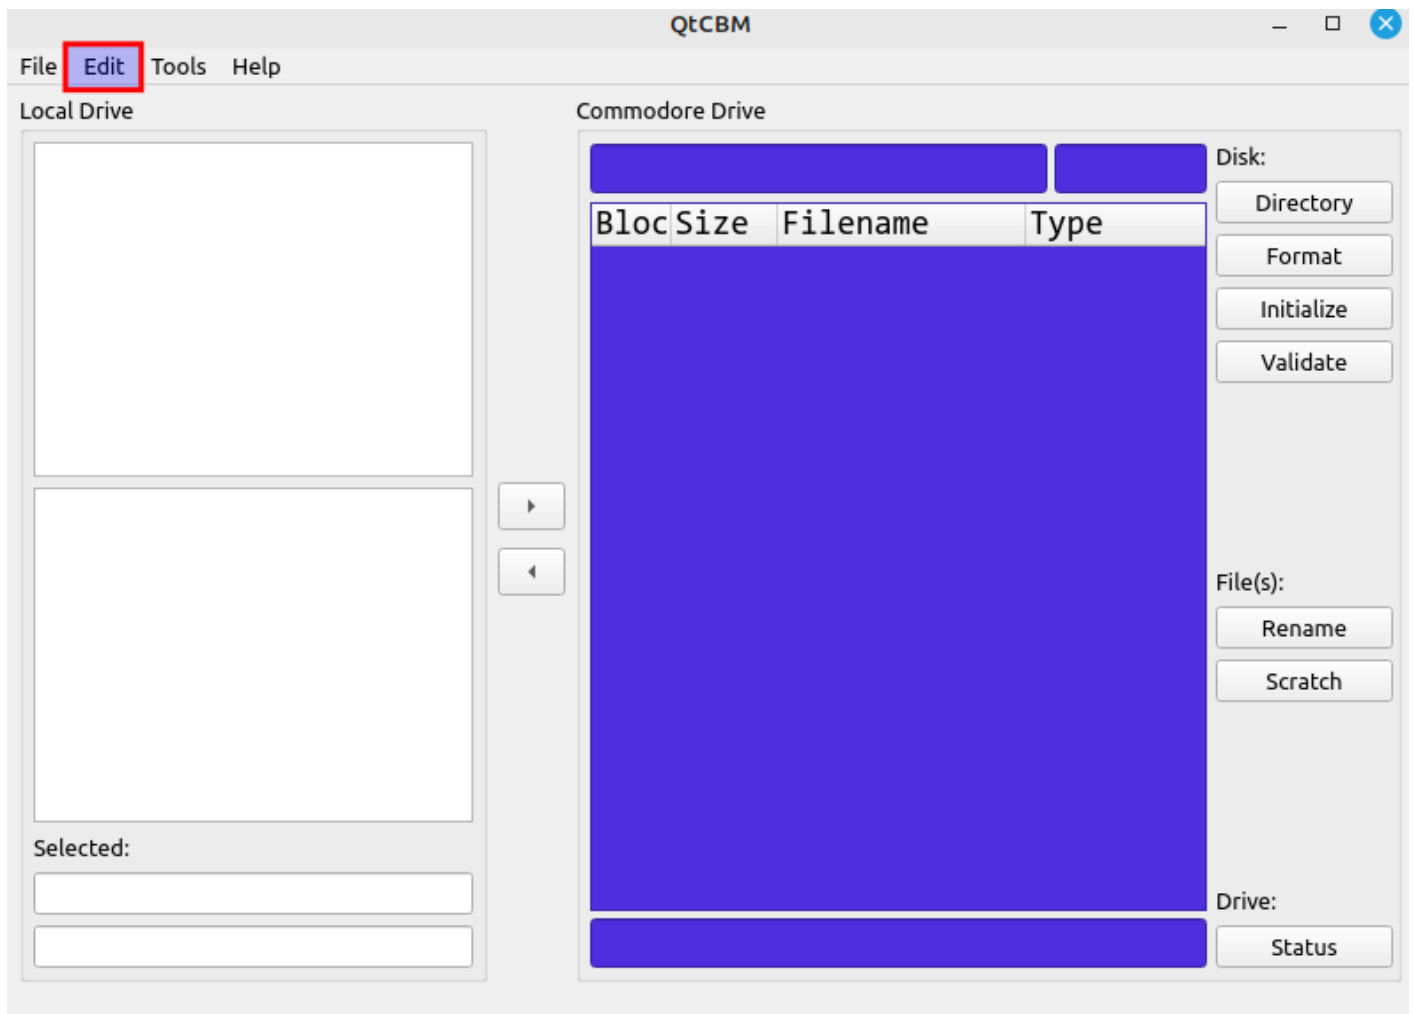 QtCBM
File Edit Tools Help
Local Drive
Commodore Drive
Disk:
Directory
Bloc Size Filename Type
Format
Initialize
Validate
File(s):
Rename
Scratch
Selected:
Drive:
Status